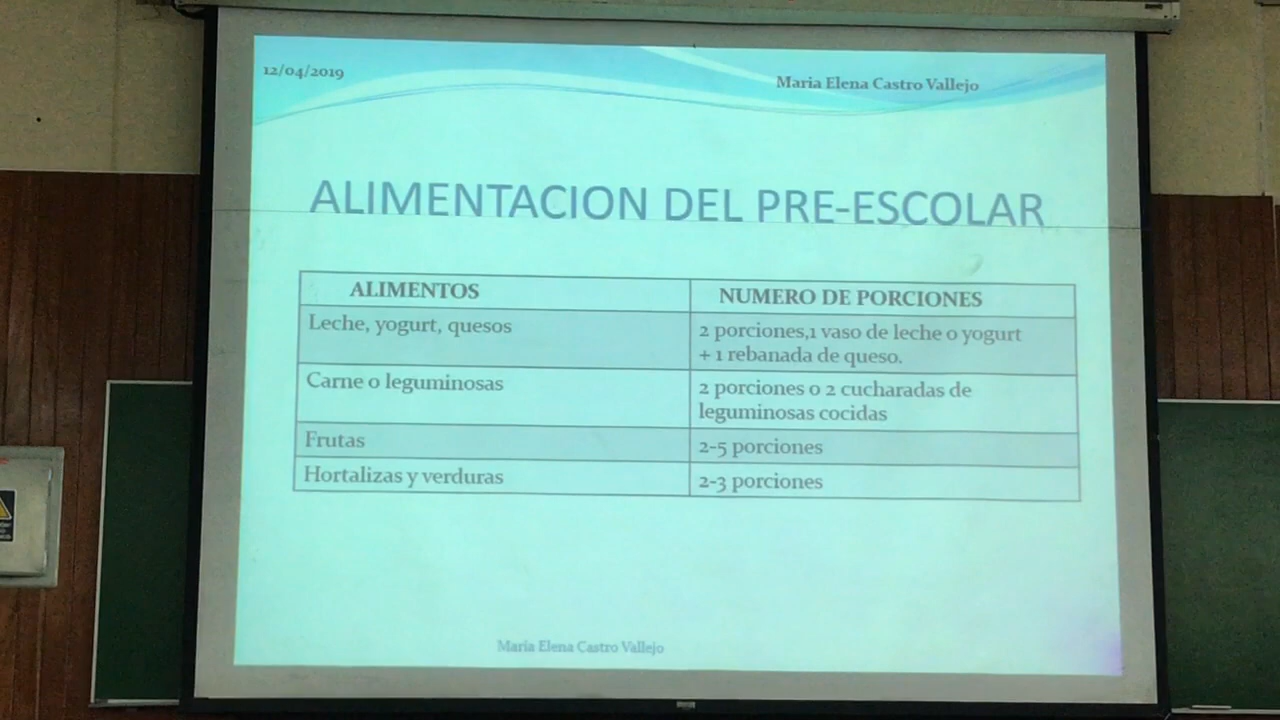 12/04/2019
Maria Elena Castro Vallejo
ALIMENTACION DEL PRE-ESCOLAR
ALIMENTOS
NUMERO DE PORCIONES
Leche, yogurt, quesos
2 porciones,1 vaso de leche o yogurt
+ 1 rebanada de queso.
Carne o leguminosas
2 porciones o 2 cucharadas de
leguminosas cocidas
Frutas
2-5 porciones
Hortalizas y verduras
2-3 porciones
Maria Elena Castro Vallejo